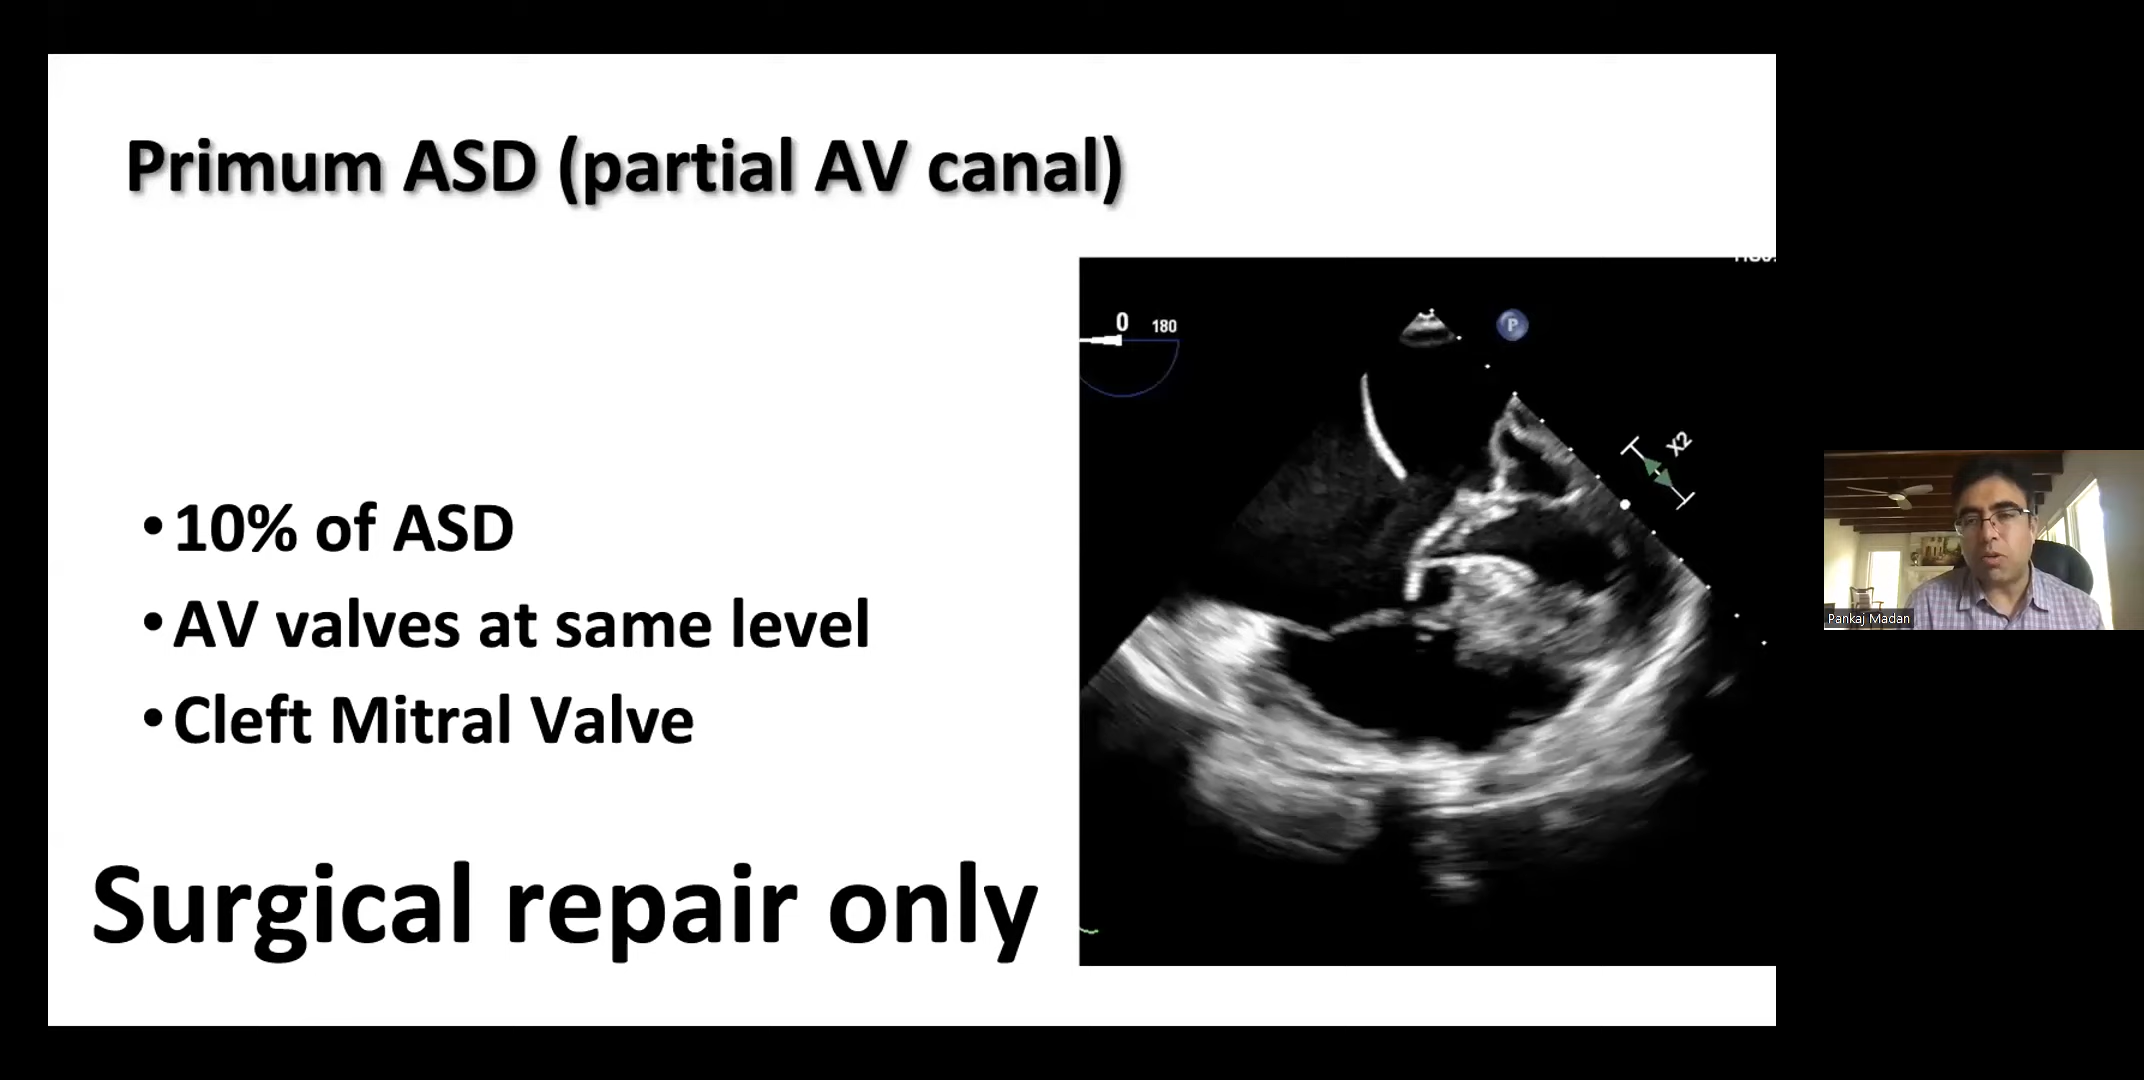 Primum ASD (partial AV canal)
0 180
P
X2
•10% of ASD
•AV valves at same level
•Cleft Mitral Valve
Surgical repair only
Pankaj Madan